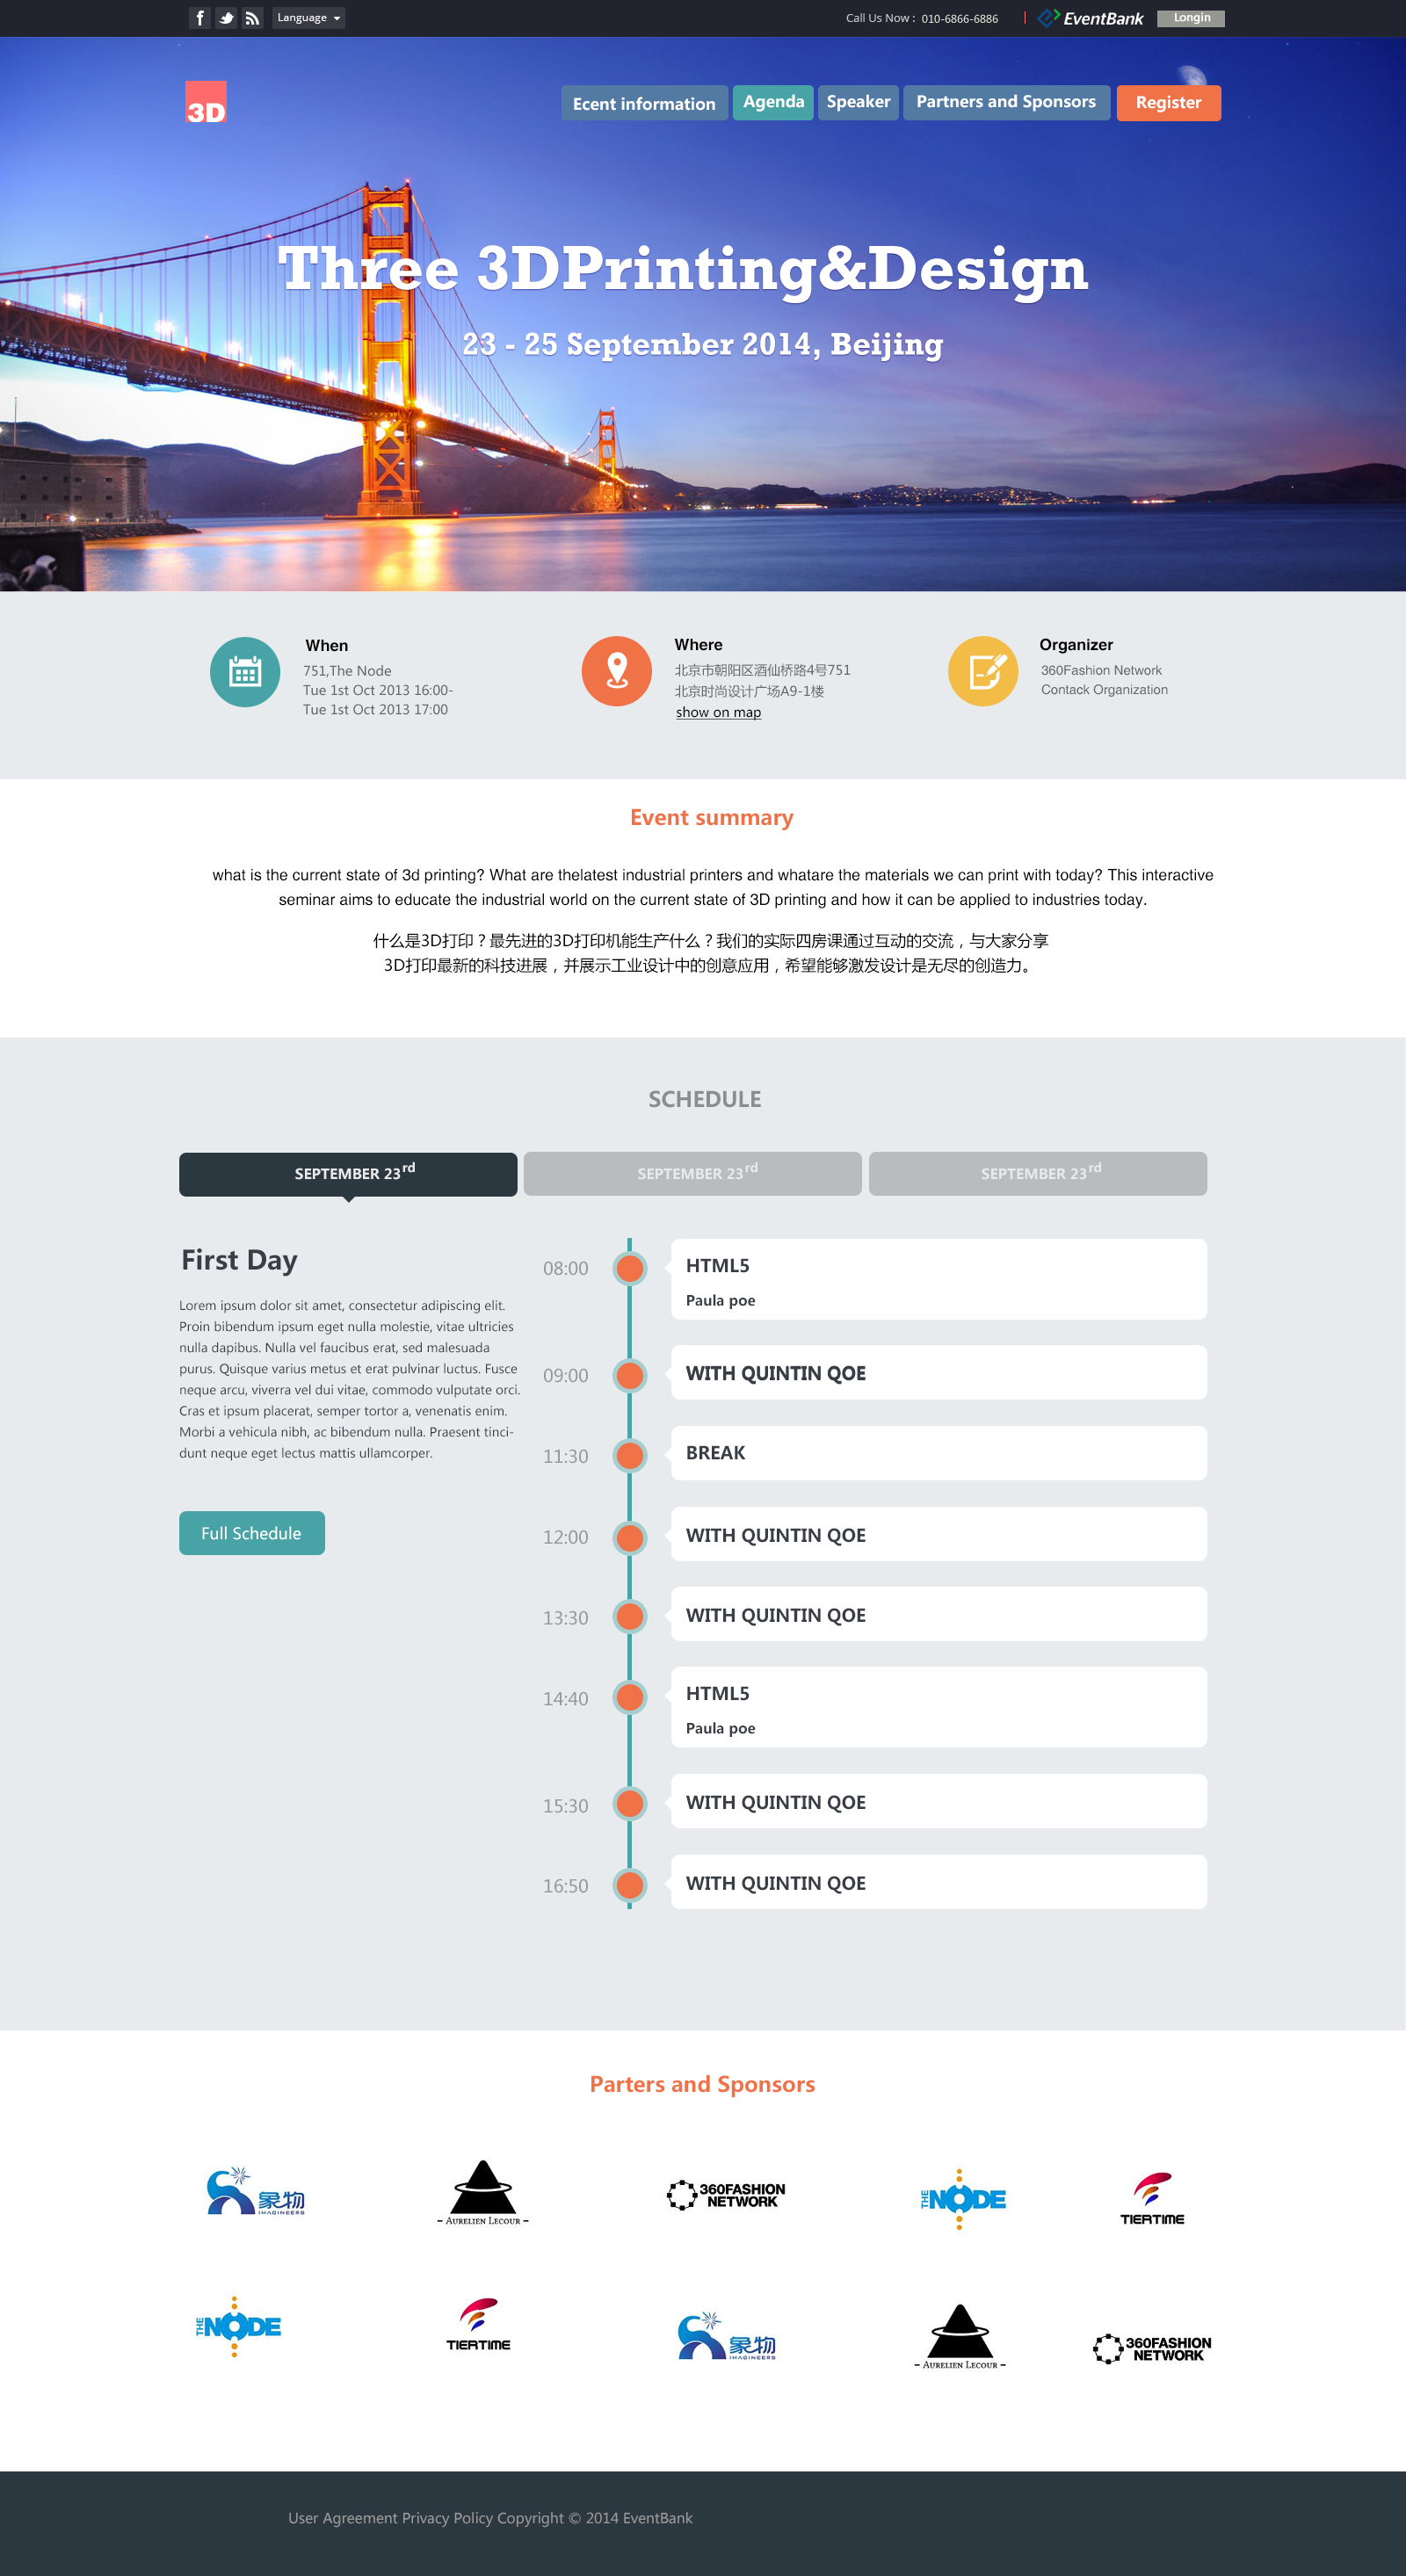 Language
Call Us Now : 010-6866-6886
EventBank
Longin
3D
Ecent information
Agenda
Speaker
Partners and Sponsors
Register
Three 3DPrinting&Design
23 - 25 September 2014, Beijing
When
751,The Node
Tue 1st Oct 2013 16:00-
Tue 1st Oct 2013 17:00
Where
北京市朝阳区酒仙桥路4号751
北京时尚设计广场A9-1楼
show on map
Organizer
360Fashion Network
Contack Organization
Event summary
what is the current state of 3d printing? What are thelatest industrial printers and whatare the materials we can print with today? This interactive
seminar aims to educate the industrial world on the current state of 3D printing and how it can be applied to industries today.
什么是3D打印？最先进的3D打印机能生产什么？我们的实际四房课通过互动的交流，与大家分享
3D打印最新的科技进展，并展示工业设计中的创意应用，希望能够激发设计是无尽的创造力。
SCHEDULE
SEPTEMBER 23rd
SEPTEMBER 23rd
SEPTEMBER 23rd
First Day
Lorem ipsum dolor sit amet, consectetur adipiscing elit.
Proin bibendum ipsum eget nulla molestie, vitae ultricies
nulla dapibus. Nulla vel faucibus erat, sed malesuada
purus. Quisque varius metus et erat pulvinar luctus. Fusce
neque arcu, viverra vel dui vitae, commodo vulputate orci.
Cras et ipsum placerat, semper tortor a, venenatis enim.
Morbi a vehicula nibh, ac bibendum nulla. Praesent tinci-
dunt neque eget lectus mattis ullamcorper.
Full Schedule
08:00
HTML5
Paula poe
09:00
WITH QUINTIN QOE
11:30
BREAK
12:00
WITH QUINTIN QOE
13:30
WITH QUINTIN QOE
14:40
HTML5
Paula poe
15:30
WITH QUINTIN QOE
16:50
WITH QUINTIN QOE
Parters and Sponsors
象物
IMAGINEERS
- AURELIEN LECOUR -
360FASHION
NETWORK
THE NODE
TIERTIME
THE NODE
TIERTIME
象物
IMAGINEERS
- AURELIEN LECOUR -
360FASHION
NETWORK
User Agreement Privacy Policy Copyright © 2014 EventBank